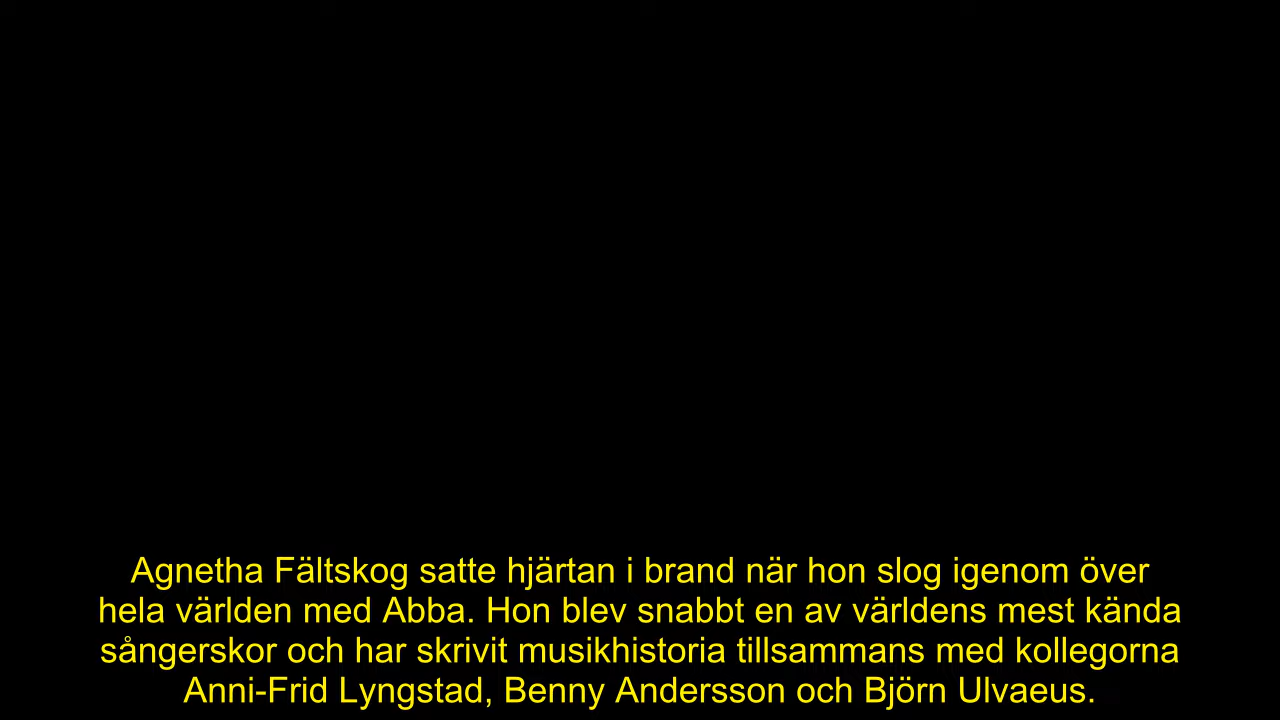 Agnetha Fältskog satte hjärtan i brand när hon slog igenom över
hela världen med Abba. Hon blev snabbt en av världens mest kända
sångerskor och har skrivit musikhistoria tillsammans med kollegorna
Anni-Frid Lyngstad, Benny Andersson och Björn Ulvaeus.